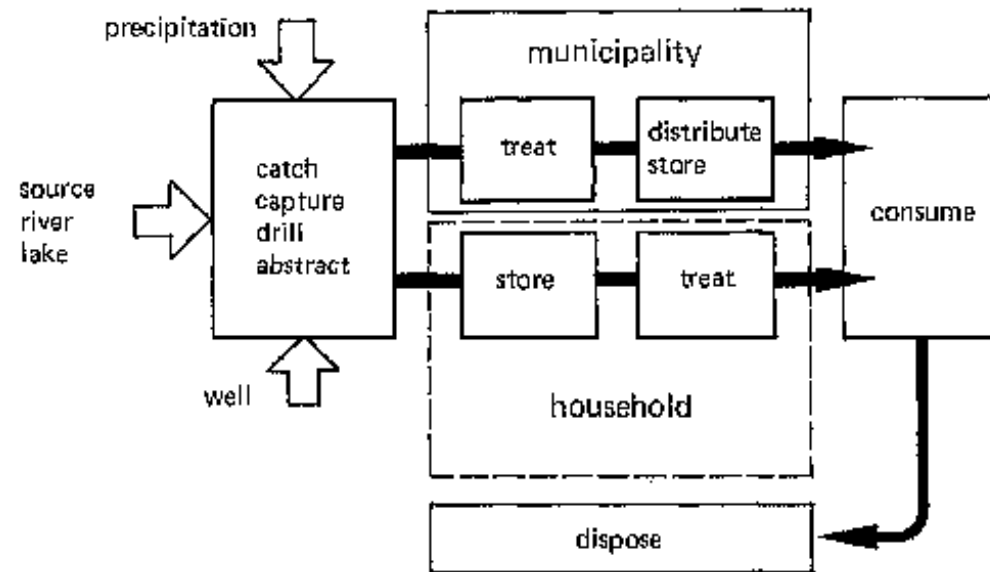 precipitation
municipality
treat
distribute
store
source
river
lake
catch
capture
drill
abstract
consume
store
treat
well
household
dispose